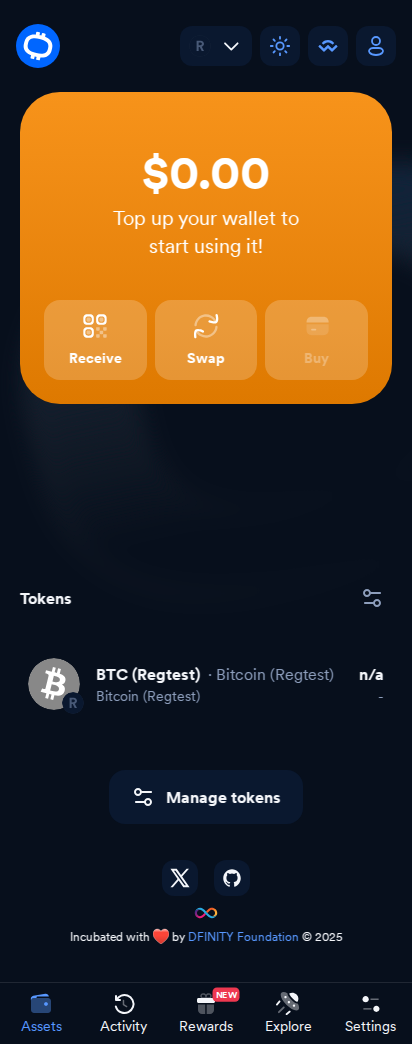 R
$0.00
Top up your wallet to
start using it!
Receive Swap Buy
Tokens
BTC (Regtest) · Bitcoin (Regtest) n/a
Bitcoin (Regtest) -
R
Manage tokens
Incubated with ❤️ by DFINITY Foundation © 2025
NEW
Assets Activity Rewards Explore Settings